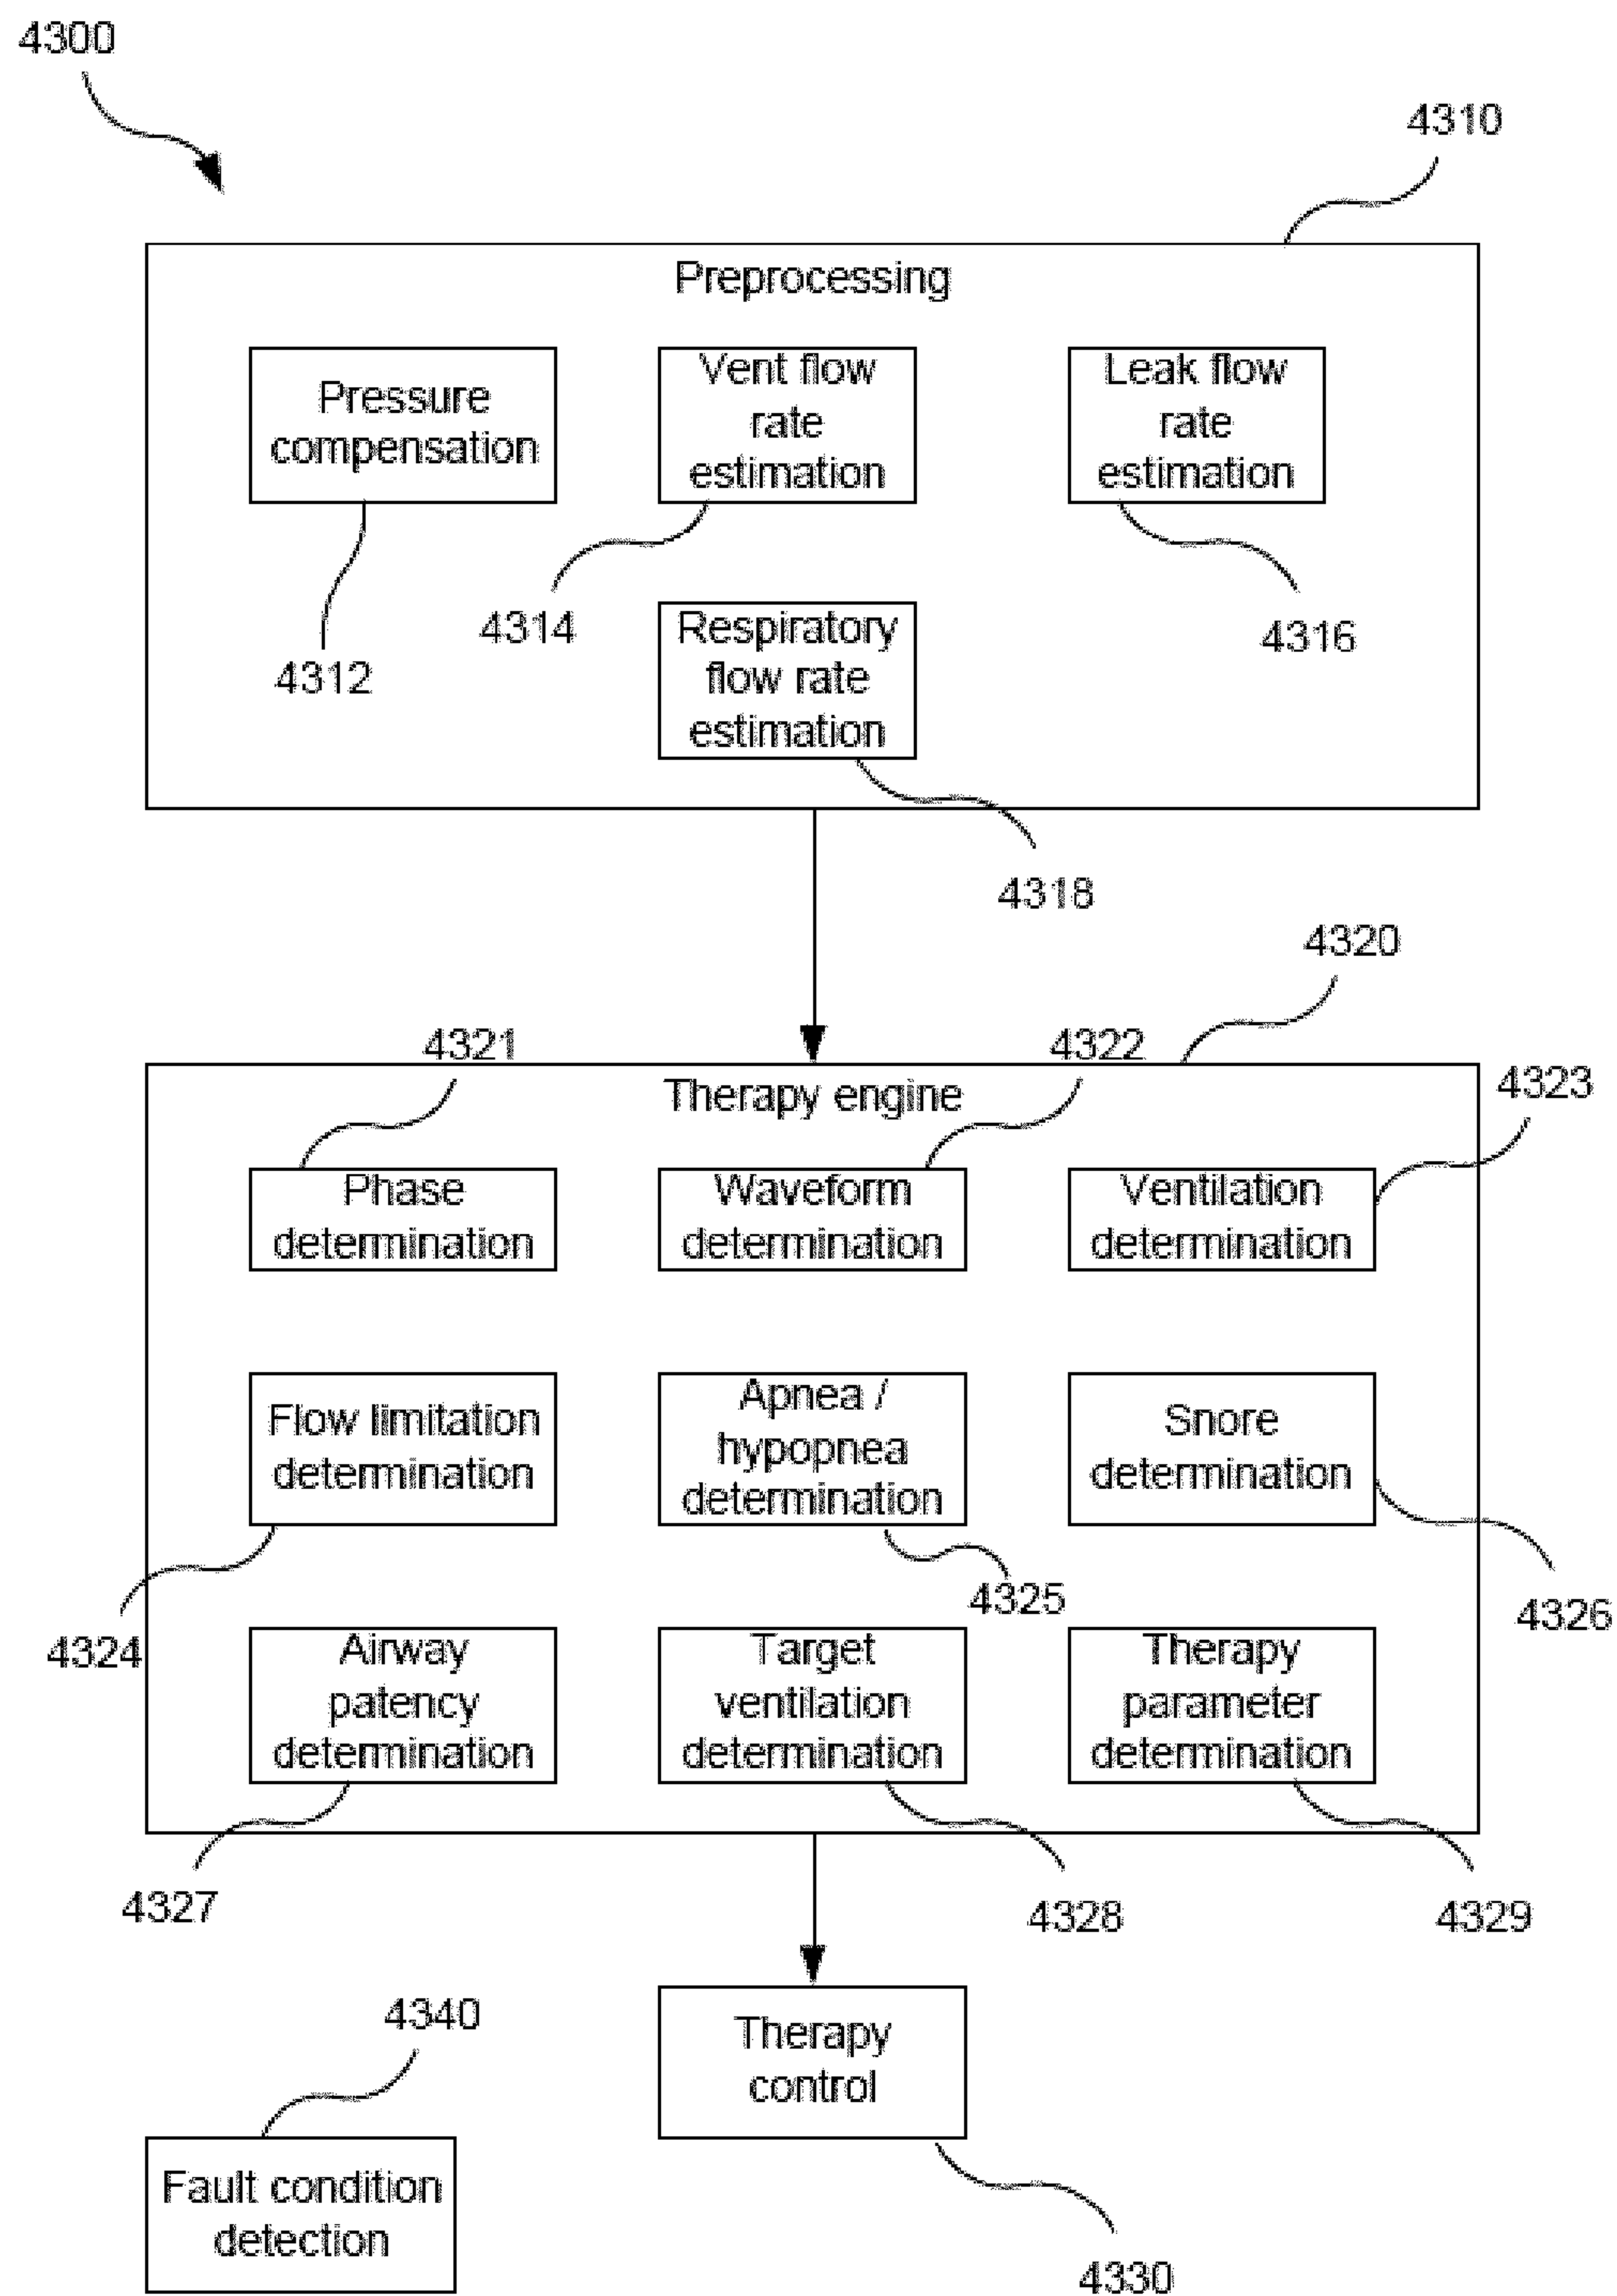 4300
4310
Preprocessing
Pressure
compensation
Vent flow
rate
estimation
Leak flow
rate
estimation
4312
4314
4316
Respiratory
flow rate
estimation
4318
4320
4321
4322
4323
Therapy engine
Phase
determination
Waveform
determination
Ventilation
determination
Flow limitation
determination
Apnea /
hypopnea
determination
Snore
determination
4324
4325
4326
Airway
patency
determination
Target
ventilation
determination
Therapy
parameter
determination
4327
4328
4329
Therapy
control
4340
Fault condition
detection
4330